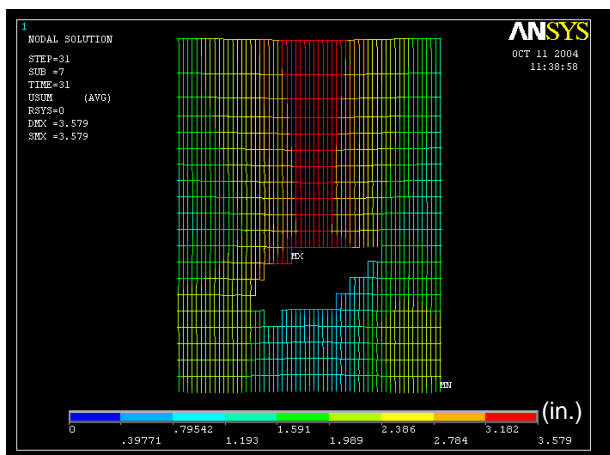 1
NODAL SOLUTION
STEP=31
SUB =7
TIME=31
USUM (AVG)
RSYS=0
DMX =3.579
SMX =3.579
ANSYS
OCT 11 2004
11:38:58
MX
MN
(in.)
0 .79542 1.591 2.386 3.182
.39771 1.193 1.989 2.784 3.579